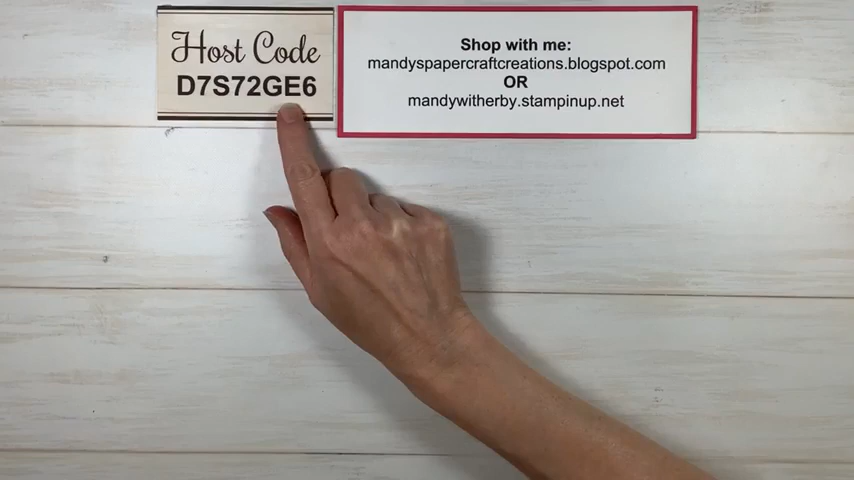 Host Code
D7S72GE6
Shop with me:
mandyspapercraftcreations.blogspot.com
OR
mandywitherby.stampinup.net